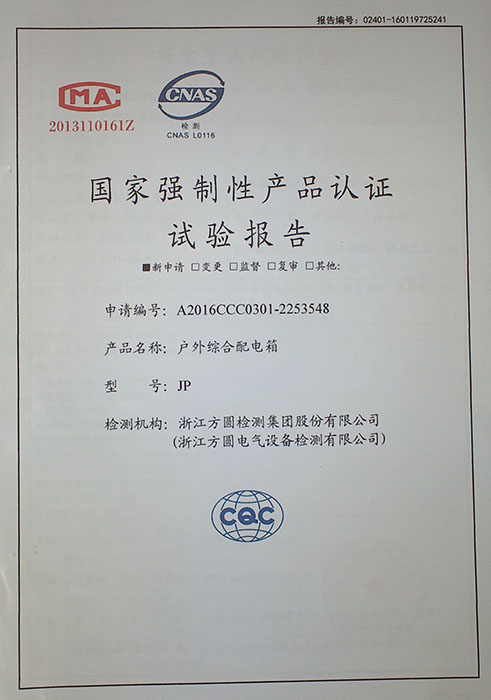 报告编号：02401-160119725241
CMA
CNAS
2013110161Z
检测
CNAS L0116
国家强制性产品认证
试验报告
■新申请 □变更 □监督 □复审 □其他:
申请编号：A2016CCC0301-2253548
产品名称：户外综合配电箱
型 号：JP
检测机构：浙江方圆检测集团股份有限公司
(浙江方圆电气设备检测有限公司)
CQC